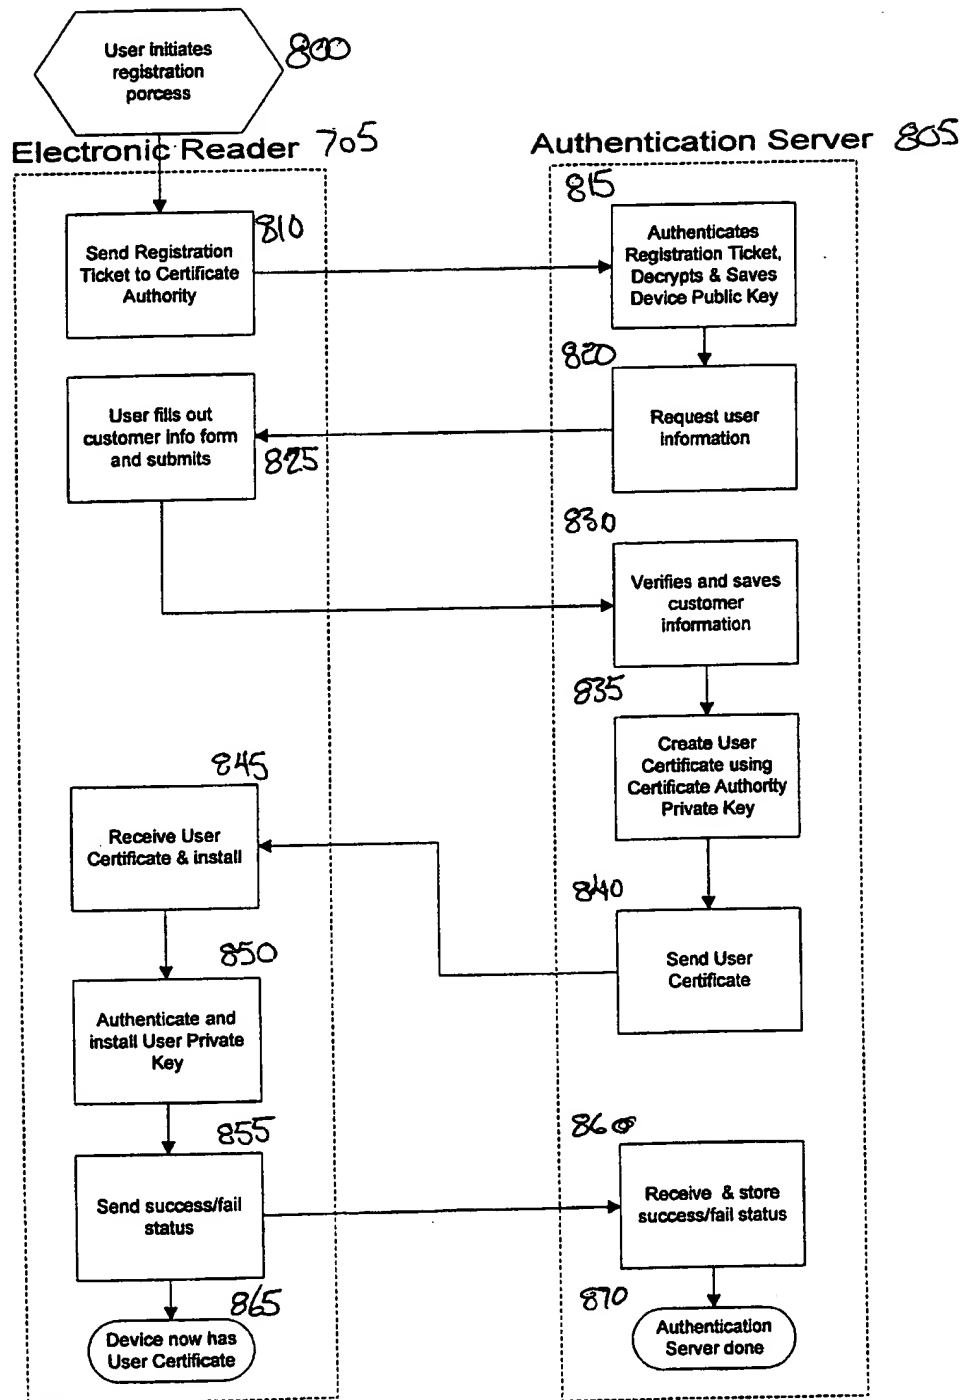 User initiates
registration
porcess
800
Electronic Reader 705
Authentication Server 805
810
Send Registration
Ticket to Certificate
Authority
815
Authenticates
Registration Ticket,
Decrypts & Saves
Device Public Key
820
Request user
information
User fills out
customer info form
and submits
825
830
Verifies and saves
customer
information
835
Create User
Certificate using
Certificate Authority
Private Key
840
Send User
Certificate
845
Receive User
Certificate & install
850
Authenticate and
install User Private
Key
855
Send success/fail
status
860
Receive & store
success/fail status
865
Device now has
User Certificate
870
Authentication
Server done